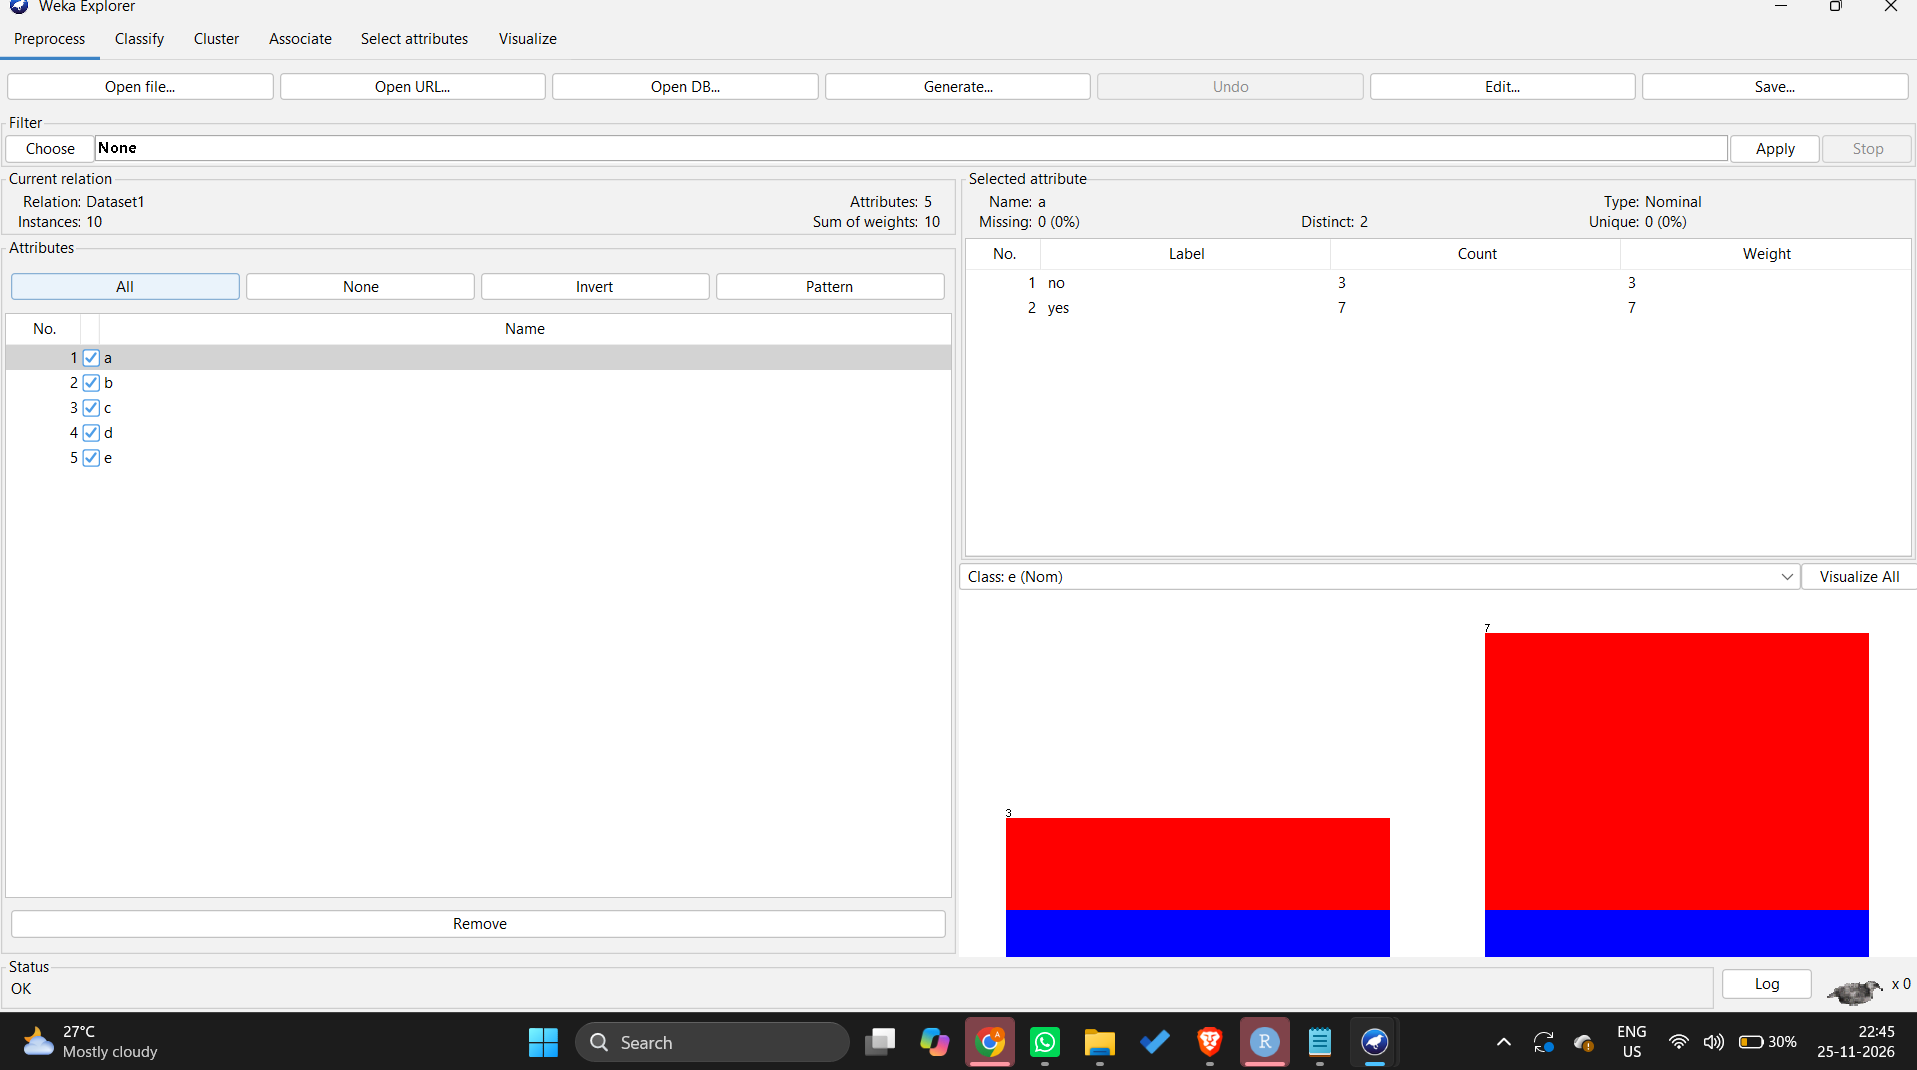 Weka Explorer
Preprocess Classify Cluster Associate Select attributes Visualize
Open file... Open URL... Open DB... Generate... Undo Edit... Save...
Filter
Choose None Apply Stop
Current relation
Relation: Dataset1 Attributes: 5
Instances: 10 Sum of weights: 10
Attributes
All None Invert Pattern
No. Name
1 a
2 b
3 c
4 d
5 e
Remove
Selected attribute
Name: a Type: Nominal
Missing: 0 (0%) Distinct: 2 Unique: 0 (0%)
No. Label Count Weight
1 no 3 3
2 yes 7 7
Class: e (Nom) Visualize All
7
3
Status
OK
Log x 0
27°C
Mostly cloudy
Search
R
ENG
US
30%
22:45
25-11-2026